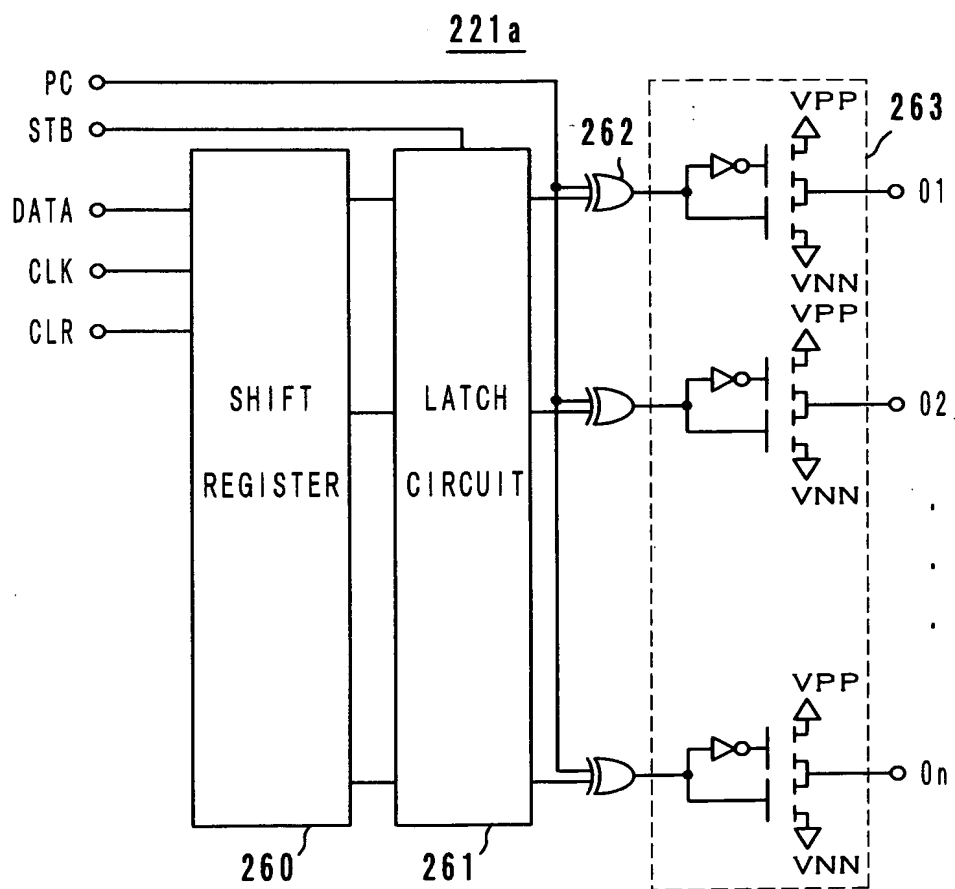 221a
PC
STB
DATA
CLK
CLR
SHIFT
REGISTER
260
LATCH
CIRCUIT
261
262
263
VPP
01
VNN
VPP
02
VNN
VPP
0n
VNN